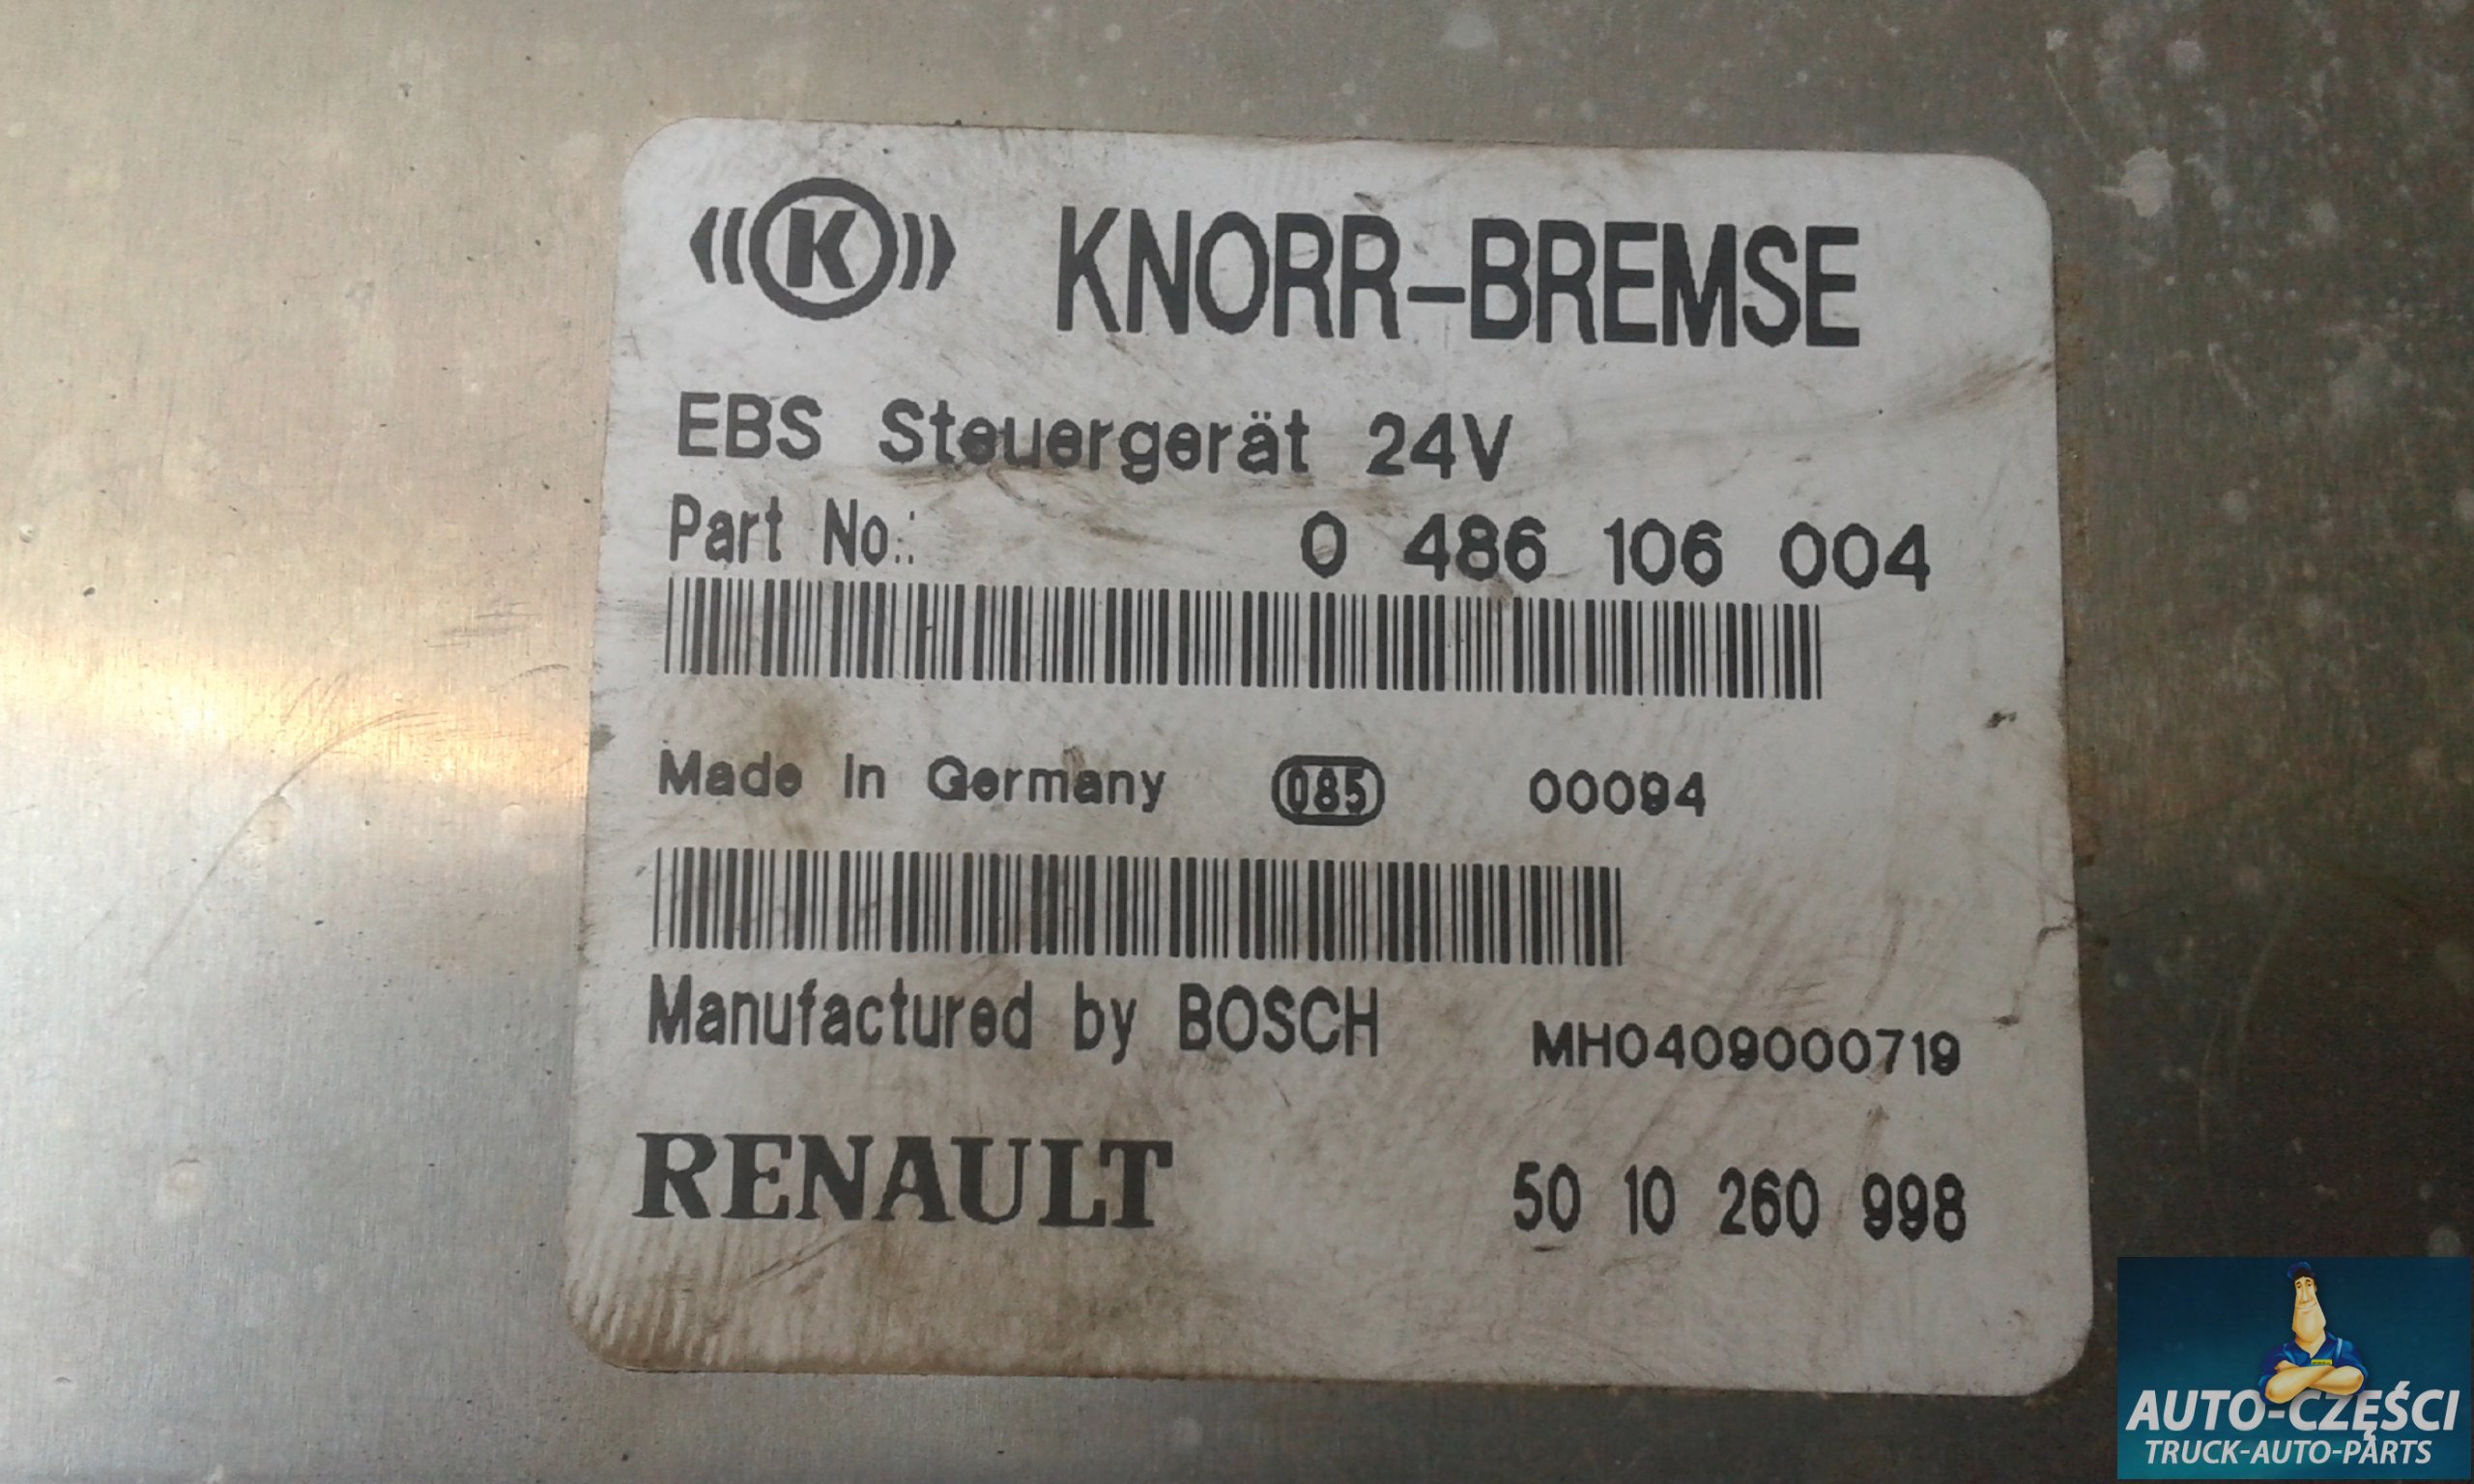 K KNORR-BREMSE
EBS Steuergerät 24V
Part No.: 0 486 106 004
Made In Germany 085 00094
Manufactured by BOSCH MH0409000719
RENAULT 50 10 260 998
AUTO-CZĘŚCI
TRUCK-AUTO-PARTS